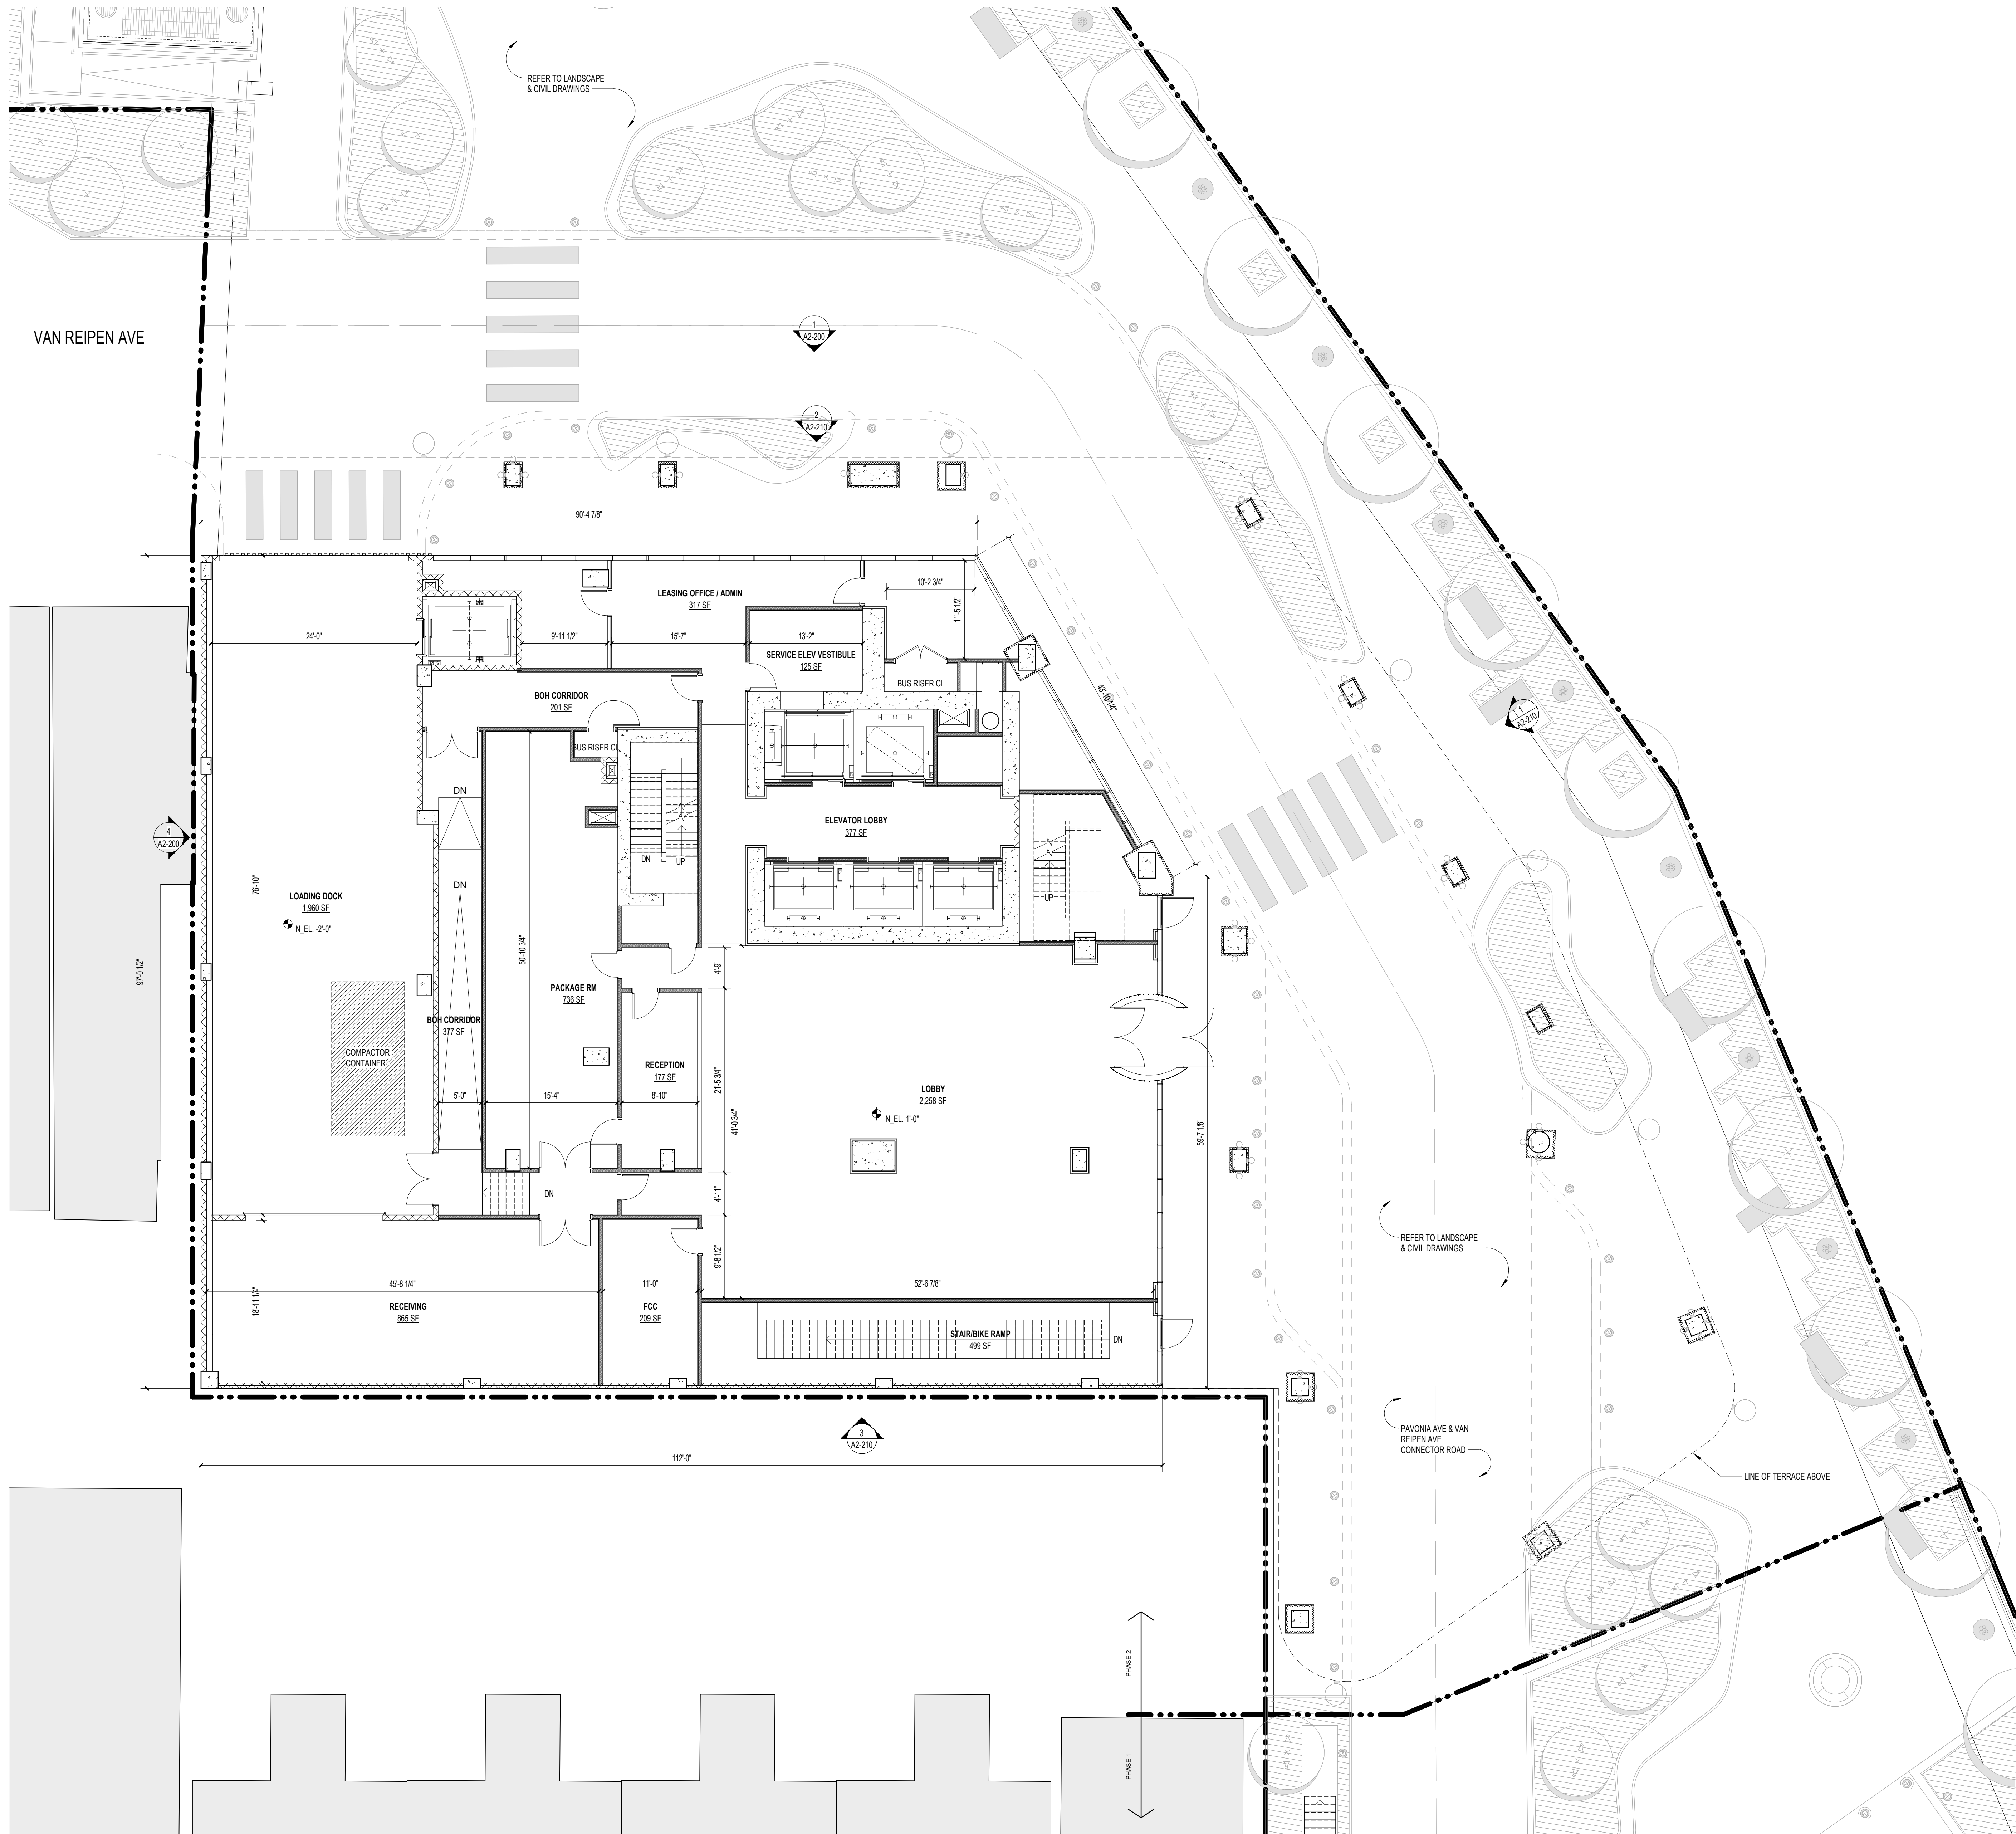 REFER TO LANDSCAPE
& CIVIL DRAWINGS
VAN REIPEN AVE
1
A2-200
2
A2-210
90'-4 7/8"
LEASING OFFICE / ADMIN
317 SF
10'-2 3/4"
11'-5 1/2"
24'-0"
9'-11 1/2"
15'-7"
13'-2"
SERVICE ELEV VESTIBULE
125 SF
BUS RISER CL
43'-10 1/4"
BOH CORRIDOR
201 SF
1
A2-210
BUS RISER CL
DN
ELEVATOR LOBBY
377 SF
4
A2-200
DN
UP
DN
UP
76'-10"
LOADING DOCK
1,960 SF
N_EL. -2'-0"
97'-0 1/2"
50'-10 3/4"
4'-9"
PACKAGE RM
736 SF
BOH CORRIDOR
377 SF
COMPACTOR
CONTAINER
RECEPTION
177 SF
21'-5 3/4"
LOBBY
2,258 SF
5'-0"
15'-4"
8'-10"
41'-0 3/4"
N_EL. 1'-0"
59'-7 1/8"
DN
4'-11"
REFER TO LANDSCAPE
& CIVIL DRAWINGS
9'-8 1/2"
45'-8 1/4"
11'-0"
52'-6 7/8"
18'-11 1/4"
RECEIVING
865 SF
FCC
209 SF
STAIR/BIKE RAMP
499 SF
DN
3
A2-210
PAVONIA AVE & VAN
REIPEN AVE
CONNECTOR ROAD
112'-0"
LINE OF TERRACE ABOVE
PHASE 2
PHASE 1